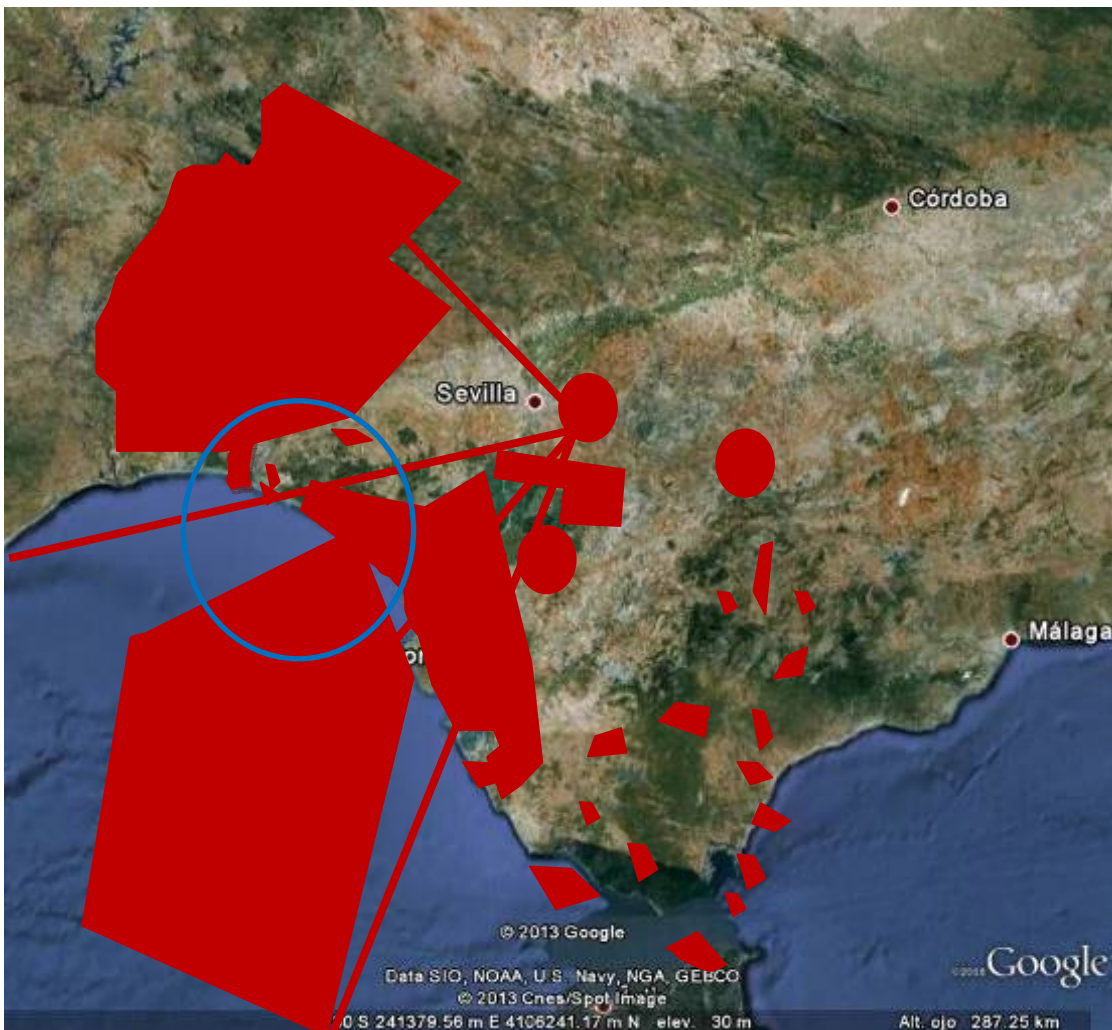 Córdoba
Sevilla
Málaga
© 2013 Google
Data SIO, NOAA, U.S. Navy, NGA, GEBCO
© 2013 Cnes/Spot Image
Google
S 241379.56 m E 4106241.17 m N elev. 30 m
Alt. ojo 287.25 km